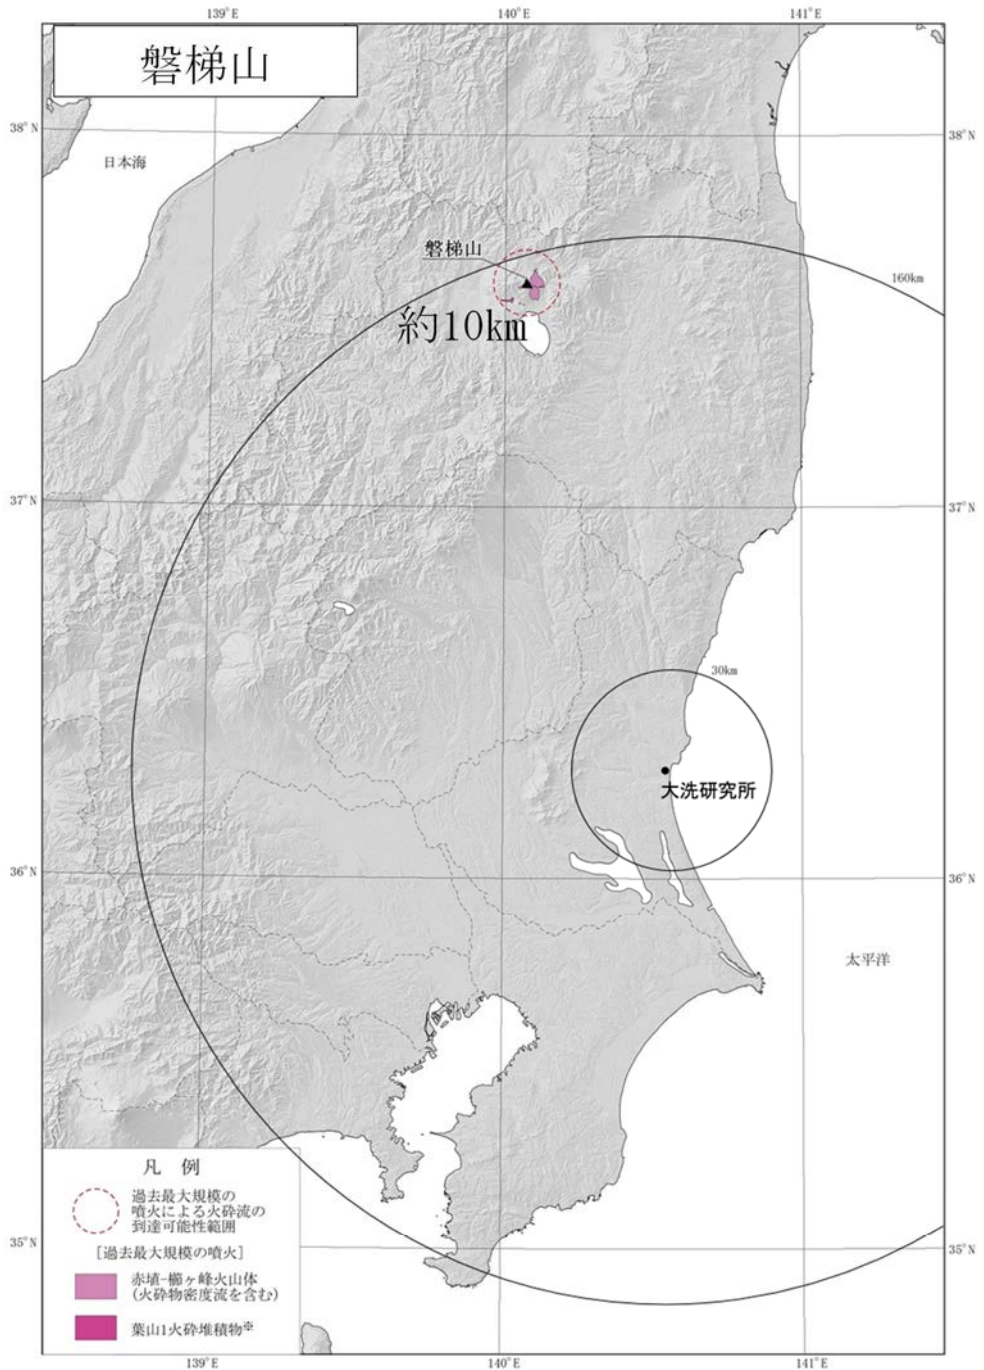 139°E
140°E
141°E
磐梯山
38°N
38°N
日本海
磐梯山
160km
約10km
37°N
37°N
30km
大洗研究所
36°N
36°N
太平洋
凡 例
過去最大規模の
噴火による火砕流の
到達可能性範囲
[過去最大規模の噴火]
赤埴-櫛ヶ峰火山体
(火砕物密度流を含む)
葉山1火砕堆積物※
35°N
35°N
139°E
140°E
141°E